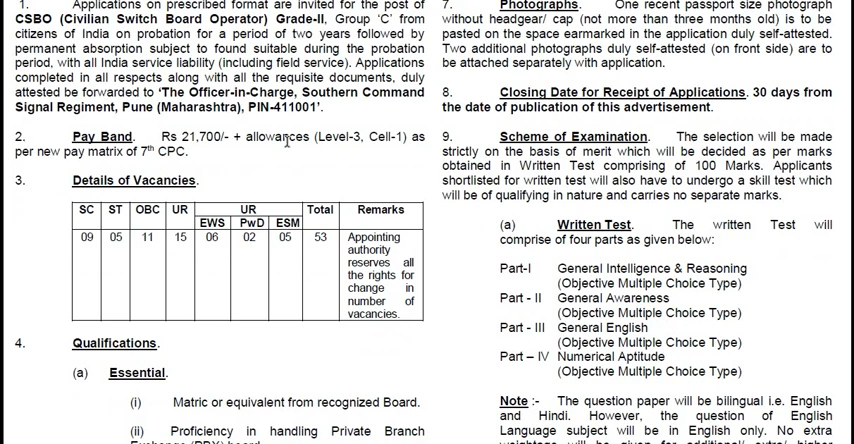 1. Applications on prescribed format are invited for the post of
CSBO (Civilian Switch Board Operator) Grade-II, Group 'C' from
citizens of India on probation for a period of two years followed by
permanent absorption subject to found suitable during the probation
period, with all India service liability (including field service). Applications
completed in all respects along with all the requisite documents, duly
attested be forwarded to 'The Officer-in-Charge, Southern Command
Signal Regiment, Pune (Maharashtra), PIN-411001'.
2. Pay Band. Rs 21,700/- + allowances (Level-3, Cell-1) as
per new pay matrix of 7th CPC.
3. Details of Vacancies.
SC ST OBC UR UR Total Remarks
EWS PwD ESM
09 05 11 15 06 02 05 53 Appointing
authority
reserves all
the rights for
change in
number of
vacancies.
4. Qualifications.
(a) Essential.
(i) Matric or equivalent from recognized Board.
(ii) Proficiency in handling Private Branch
7. Photographs. One recent passport size photograph
without headgear/ cap (not more than three months old) is to be
pasted on the space earmarked in the application duly self-attested.
Two additional photographs duly self-attested (on front side) are to
be attached separately with application.
8. Closing Date for Receipt of Applications. 30 days from
the date of publication of this advertisement.
9. Scheme of Examination. The selection will be made
strictly on the basis of merit which will be decided as per marks
obtained in Written Test comprising of 100 Marks. Applicants
shortlisted for written test will also have to undergo a skill test which
will be of qualifying in nature and carries no separate marks.
(a) Written Test. The written Test will
comprise of four parts as given below:
Part-I General Intelligence & Reasoning
(Objective Multiple Choice Type)
Part - II General Awareness
(Objective Multiple Choice Type)
Part - III General English
(Objective Multiple Choice Type)
Part – IV Numerical Aptitude
(Objective Multiple Choice Type)
Note :- The question paper will be bilingual i.e. English
and Hindi. However, the question of English
Language subject will be in English only. No extra